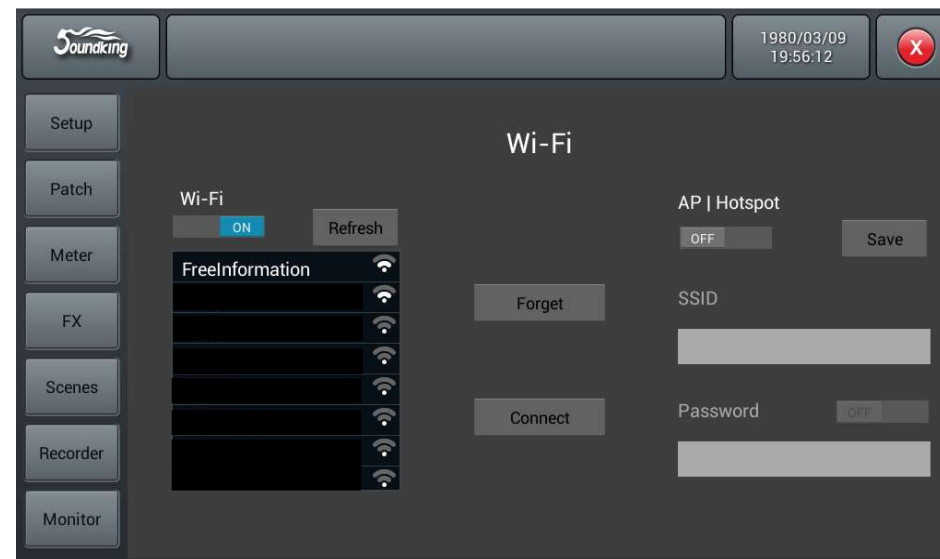 Soundking
1980/03/09
19:56:12
X
Setup
Patch
Meter
FX
Scenes
Recorder
Monitor
Wi-Fi
Wi-Fi
ON
Refresh
FreeInformation
Forget
Connect
AP | Hotspot
OFF
Save
SSID
Password
OFF